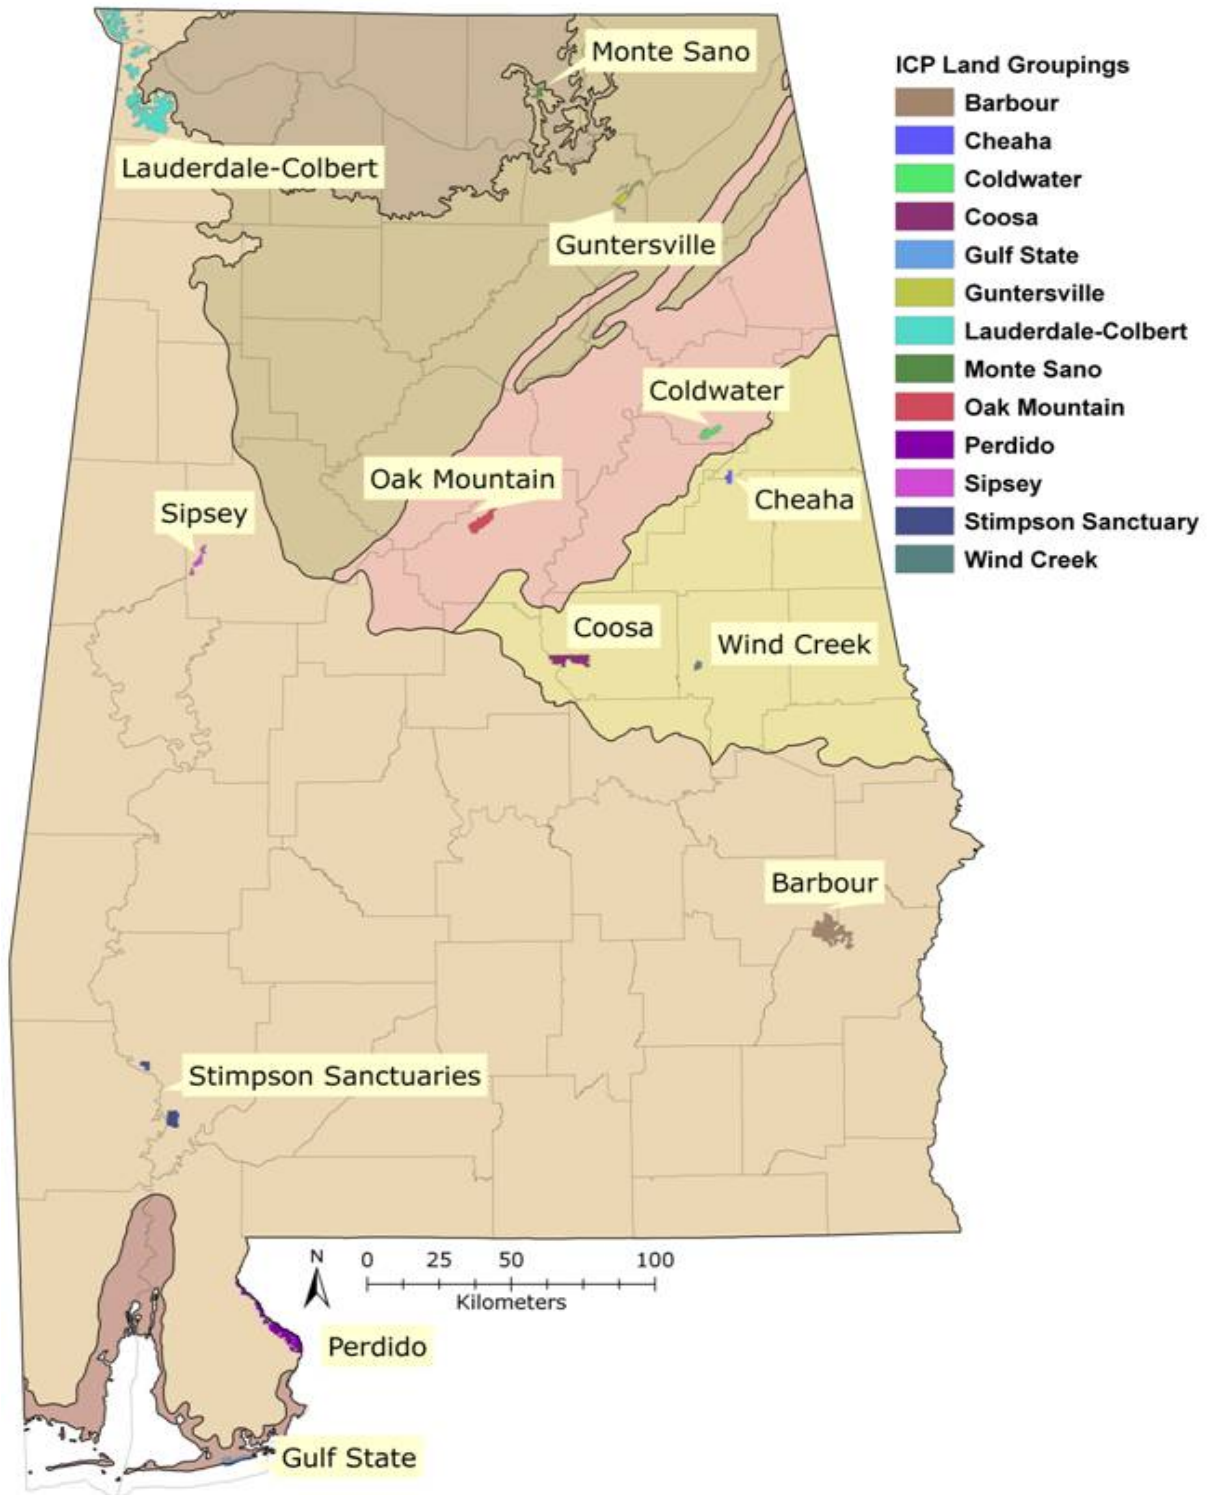 Monte Sano
ICP Land Groupings
Barbour
Cheaha
Coldwater
Coosa
Gulf State
Guntersville
Lauderdale-Colbert
Monte Sano
Oak Mountain
Perdido
Sipsey
Stimpson Sanctuary
Wind Creek
Lauderdale-Colbert
Guntersville
Coldwater
Oak Mountain
Cheaha
Sipsey
Coosa
Wind Creek
Barbour
Stimpson Sanctuaries
N
0 25 50 100
Kilometers
Perdido
Gulf State